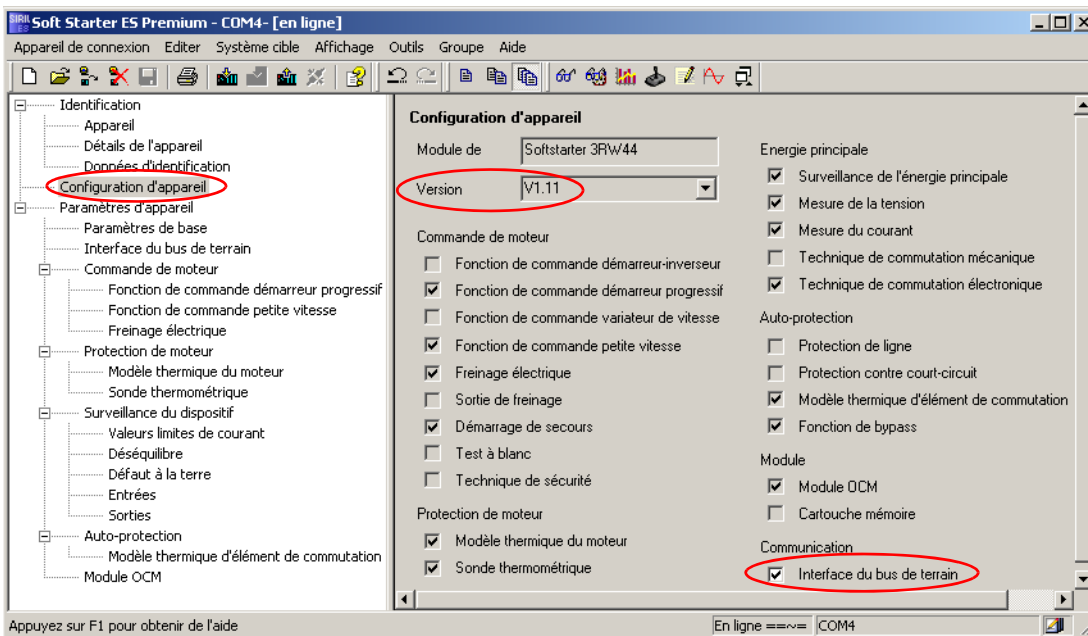 Soft Starter ES Premium - COM4- [en ligne]
Appareil de connexion Editer Système cible Affichage Outils Groupe Aide
Identification
Appareil
Détails de l'appareil
Données d'identification
Configuration d'appareil
Paramètres d'appareil
Paramètres de base
Interface du bus de terrain
Commande de moteur
Fonction de commande démarreur progressif
Fonction de commande petite vitesse
Freinage électrique
Protection de moteur
Modèle thermique du moteur
Sonde thermométrique
Surveillance du dispositif
Valeurs limites de courant
Déséquilibre
Défaut à la terre
Entrées
Sorties
Auto-protection
Modèle thermique d'élément de commutation
Module OCM
Configuration d'appareil
Module de Softstarter 3RW44
Version V1.11
Commande de moteur
Fonction de commande démarreur-inverseur
Fonction de commande démarreur progressif
Fonction de commande variateur de vitesse
Fonction de commande petite vitesse
Freinage électrique
Sortie de freinage
Démarrage de secours
Test à blanc
Technique de sécurité
Protection de moteur
Modèle thermique du moteur
Sonde thermométrique
Energie principale
Surveillance de l'énergie principale
Mesure de la tension
Mesure du courant
Technique de commutation mécanique
Technique de commutation électronique
Auto-protection
Protection de ligne
Protection contre court-circuit
Modèle thermique d'élément de commutation
Fonction de bypass
Module
Module OCM
Cartouche mémoire
Communication
Interface du bus de terrain
Appuyez sur F1 pour obtenir de l'aide
En ligne ==~= COM4